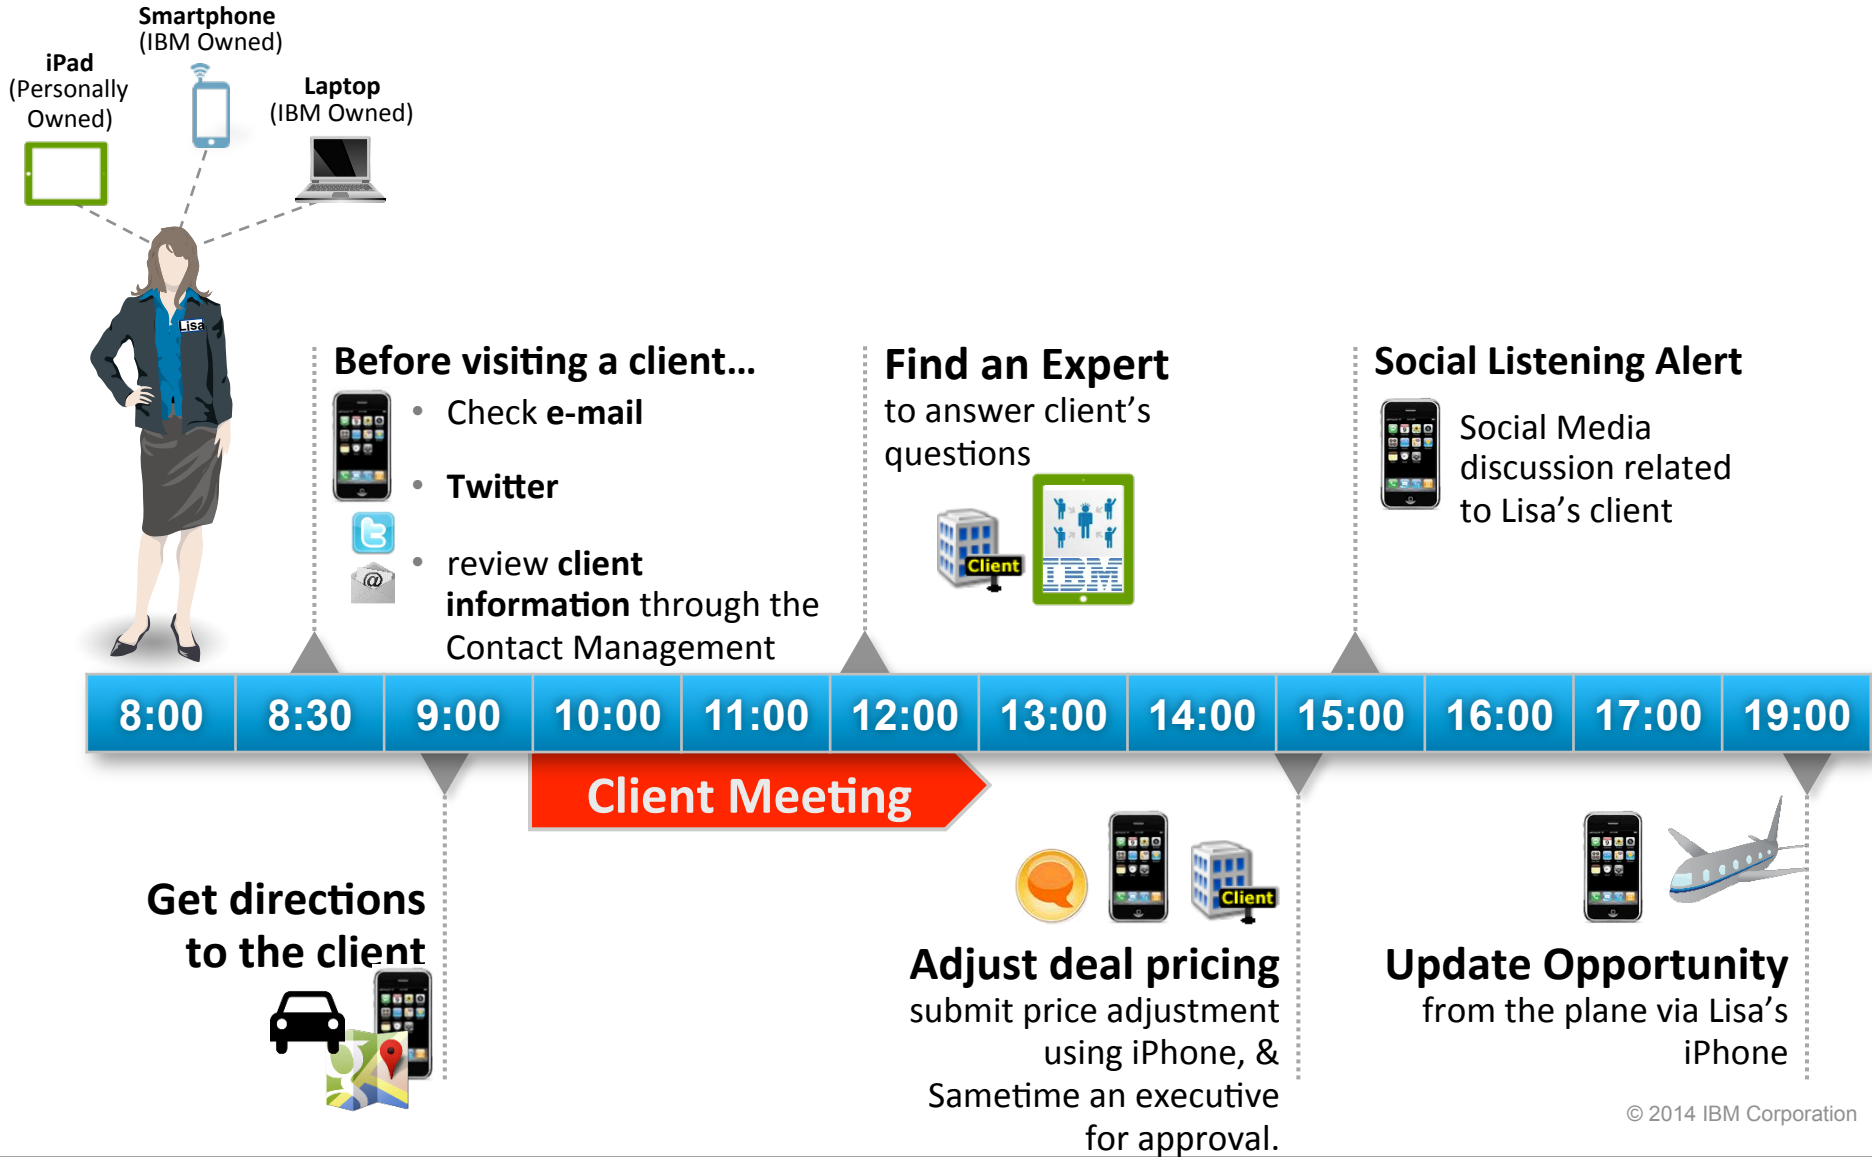 Smartphone
(IBM Owned)
iPad
(Personally
Owned)
Laptop
(IBM Owned)
Lisa
Before visiting a client...
• Check e-mail
• Twitter
• review client
information through the
Contact Management
@
Find an Expert
to answer client's
questions
Client
IBM
Social Listening Alert
Social Media
discussion related
to Lisa's client
8:00 8:30 9:00 10:00 11:00 12:00 13:00 14:00 15:00 16:00 17:00 19:00
Client Meeting
Get directions
to the client
g
Client
Adjust deal pricing
submit price adjustment
using iPhone, &
Sametime an executive
for approval.
Update Opportunity
from the plane via Lisa's
iPhone
© 2014 IBM Corporation